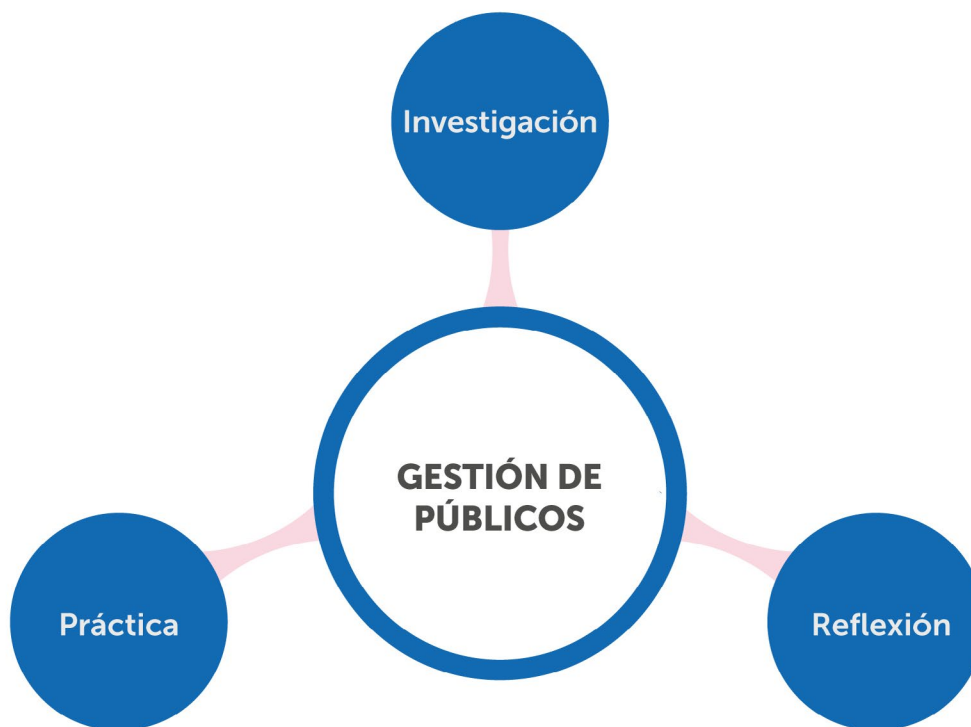 Investigación
GESTIÓN DE
PÚBLICOS
Práctica
Reflexión